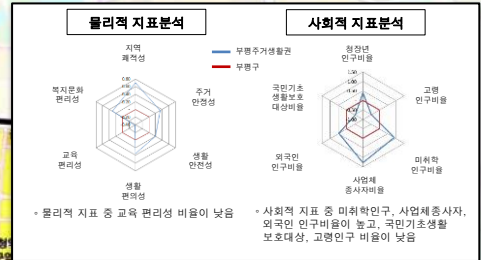 물리적 지표분석
사회적 지표분석
부평주거생활권
부평구
지역
쾌적성
주거
안정성
생활
안전성
생활
편의성
교육
편리성
복지문화
편리성
청장년
인구비율
1.50
고령
인구비율
미취학
인구비율
사업체
종사자비율
외국인
인구비율
국민기초
생활보호
대상비율
◦ 물리적 지표 중 교육 편리성 비율이 낮음
◦ 사회적 지표 중 미취학인구, 사업체종사자,
외국인 인구비율이 높고, 국민기초생활
보호대상, 고령인구 비율이 낮음